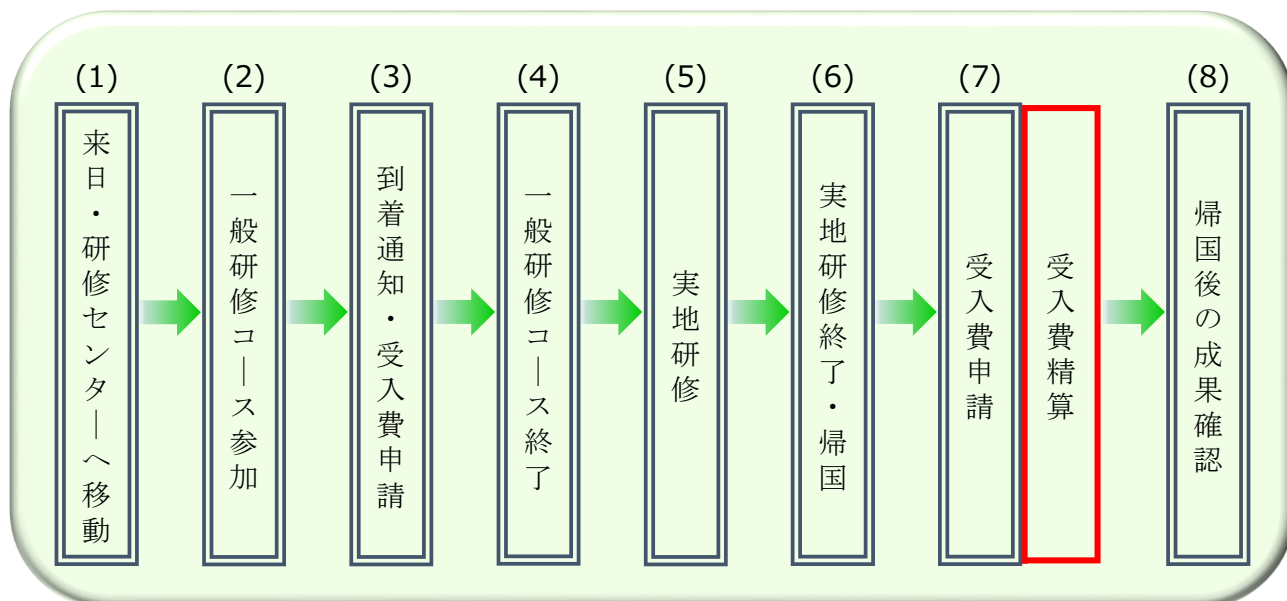 (1)
来日・研修センターへ移動
(2)
一般研修コース参加
(3)
到着通知・受入費申請
(4)
一般研修コース終了
(5)
実地研修
(6)
実地研修終了・帰国
(7)
受入費申請
受入費精算
(8)
帰国後の成果確認